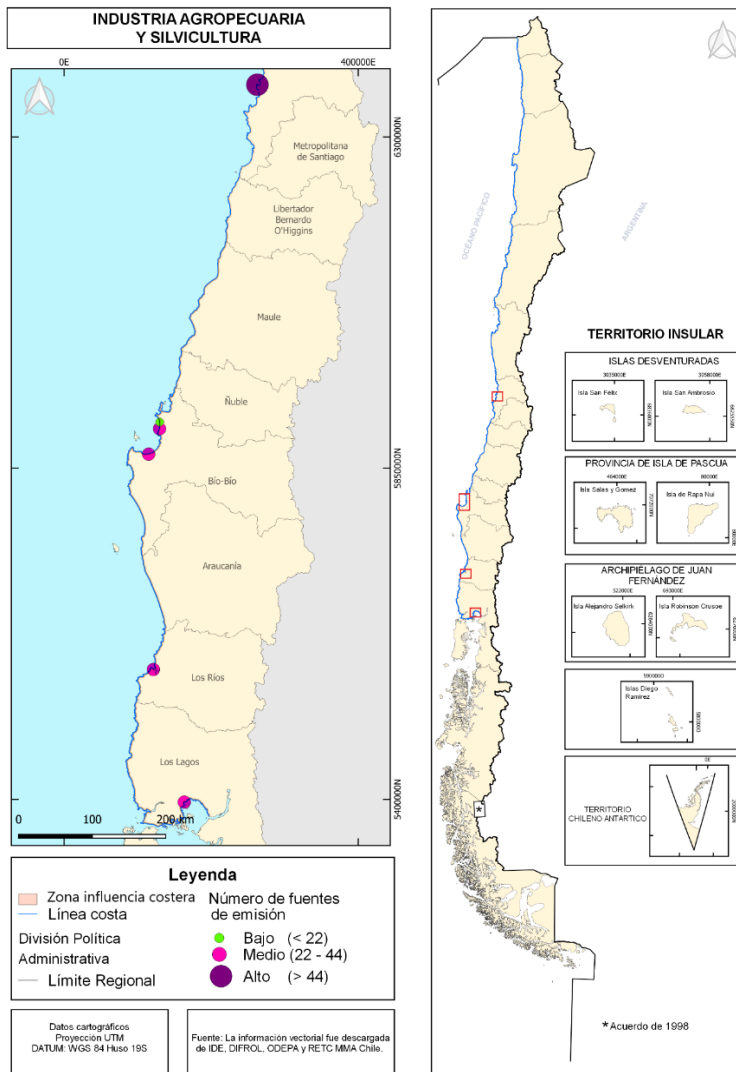 INDUSTRIA AGROPECUARIA
Y SILVICULTURA
0E
400000E
6300000N
5850000N
5400000N
Metropolitana
de Santiago
Libertador
Bernardo
O'Higgins
Maule
Ñuble
Bío-Bío
Araucanía
Los Ríos
Los Lagos
0 100 200 km
Leyenda
Zona influencia costera
Línea costa
División Política
Administrativa
Límite Regional
Número de fuentes
de emisión
Bajo (< 22)
Medio (22 - 44)
Alto (> 44)
Datos cartográficos
Proyección UTM
DATUM: WGS 84 Huso 19S
Fuente: La información vectorial fue descargada
de IDE, DIFROL, ODEPA y RETC MMA Chile.
OCÉANO PACÍFICO
ARGENTINA
*
* Acuerdo de 1998
TERRITORIO INSULAR
ISLAS DESVENTURADAS
Isla San Félix
Isla San Ambrosio
PROVINCIA DE ISLA DE PASCUA
Isla Salas y Gomez
Isla de Rapa Nui
ARCHIPIÉLAGO DE JUAN
FERNÁNDEZ
Isla Alejandro Selkirk
Isla Robinson Crusoe
Islas Diego
Ramirez
TERRITORIO
CHILENO ANTÁRTICO
0E